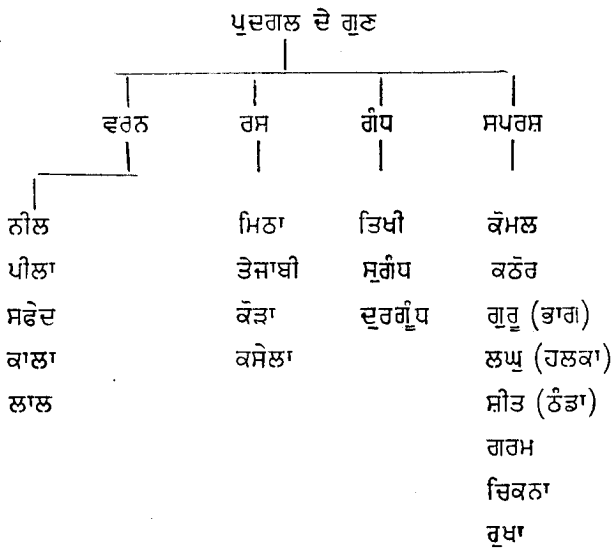 ਪੁਦਗਲ ਦੇ ਗੁਣ
ਵਰਨ ਰਸ ਗੰਧ ਸਪਰਸ਼
ਨੀਲ ਮਿਠਾ ਤਿਖੀ ਕੋਮਲ
ਪੀਲਾ ਤੇਜਾਬੀ ਸੁਗੰਧ ਕਠੋਰ
ਸਫੇਦ ਕੌੜਾ ਦੁਰਗੂੰਧ ਗੁਰੂ (ਭਾਗ)
ਕਾਲਾ ਕਸੇਲਾ ਲਘੂ (ਹਲਕਾ)
ਲਾਲ ਸ਼ੀਤ (ਠੰਡਾ)
ਗਰਮ
ਚਿਕਨਾ
ਰੁਖਾ